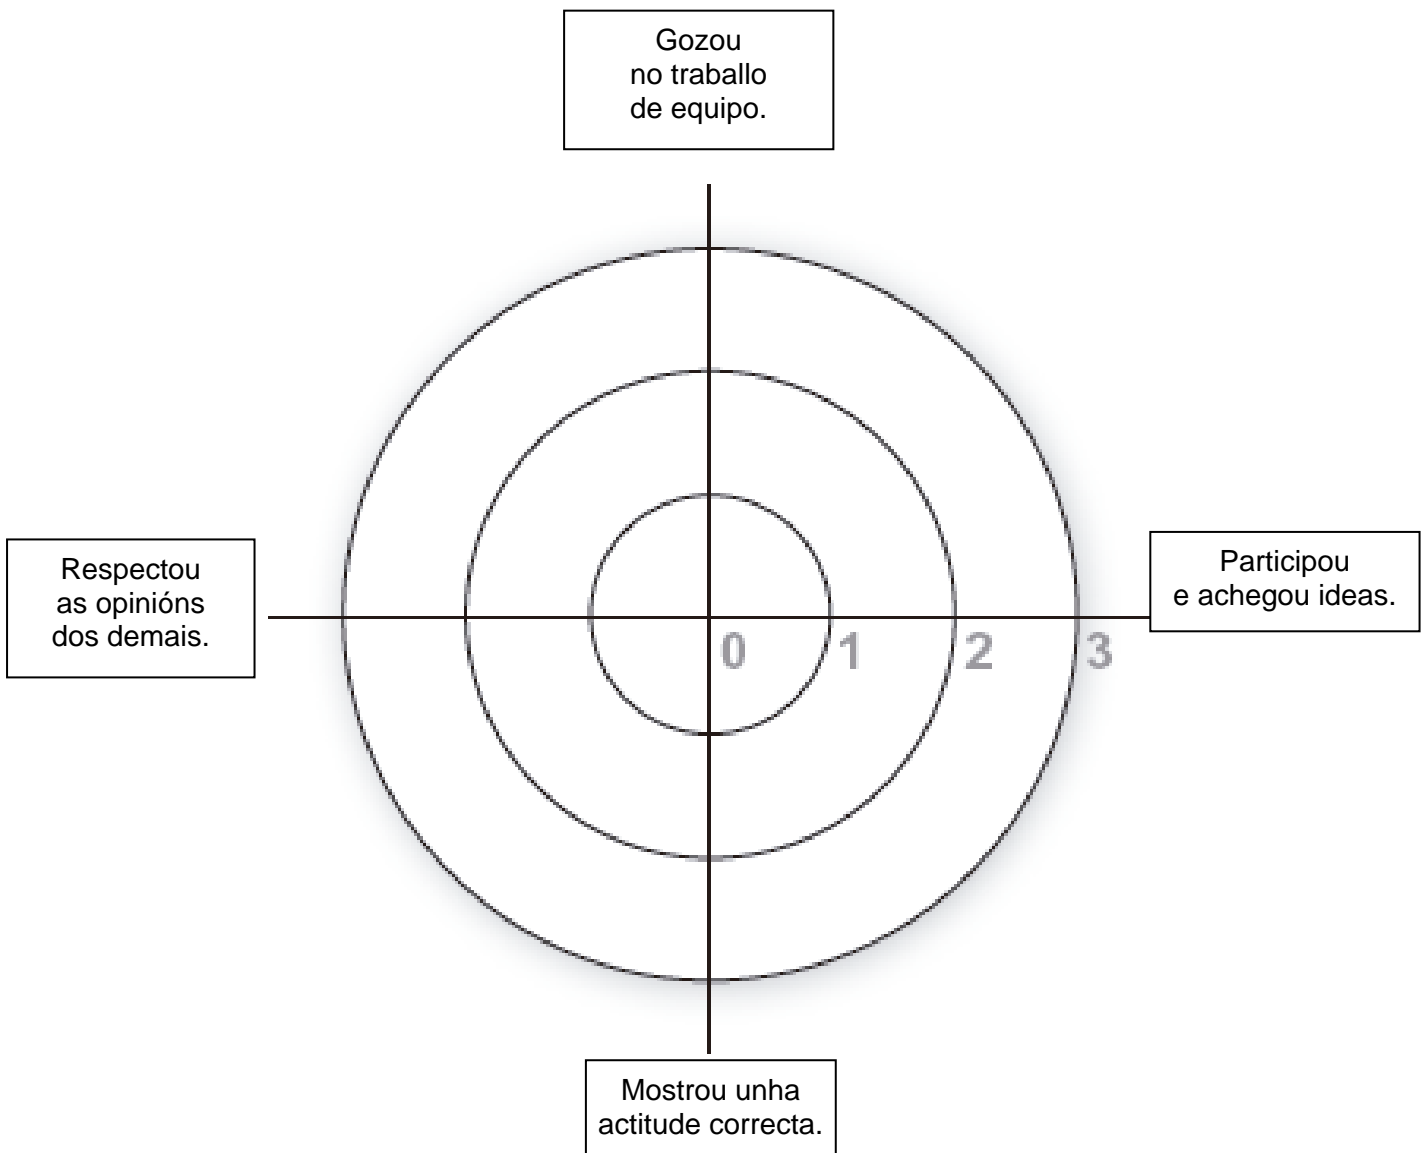 Gozou
no traballo
de equipo.
Respectou
as opinións
dos demais.
Participou
e achegou ideas.
0 1 2 3
Mostrou unha
actitude correcta.